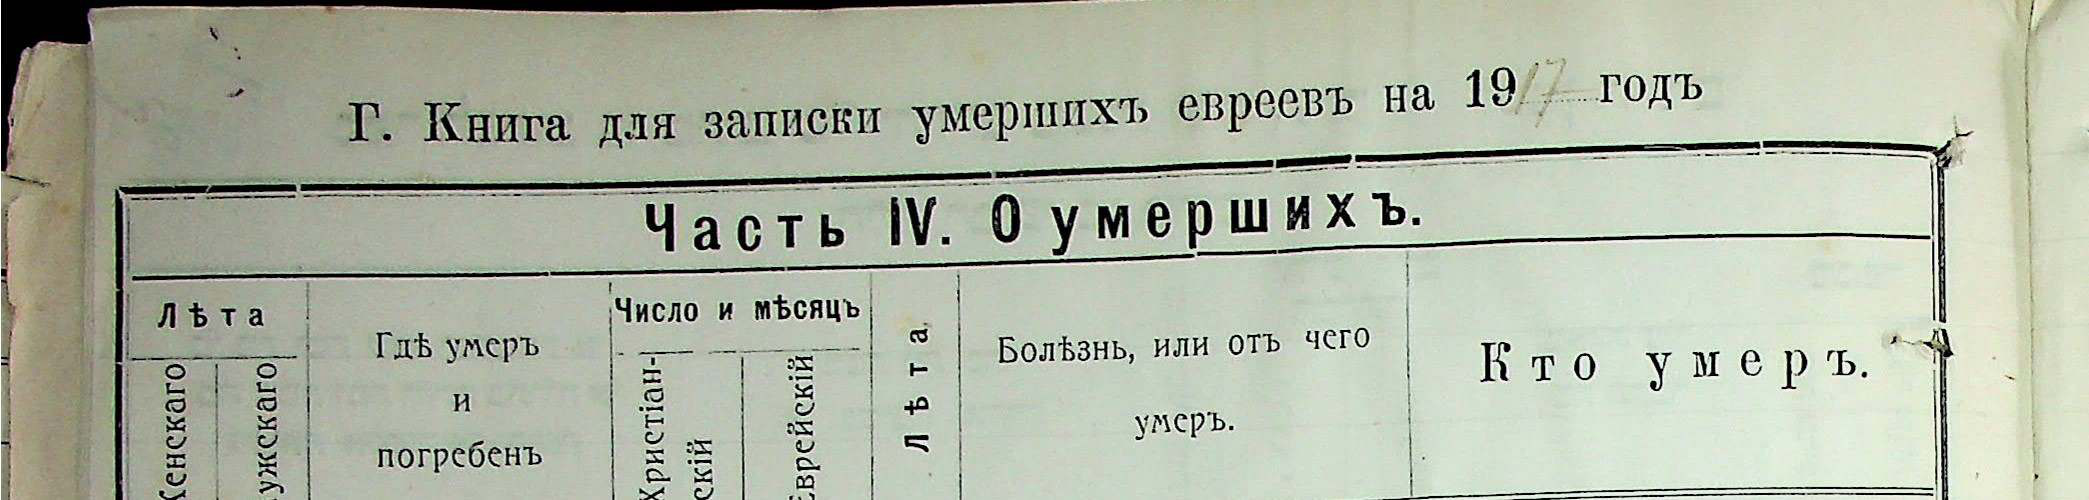 Г. Книга для записки умершихъ евреевъ на 1917 годъ
Часть IV. О умершихъ.
Лѣта
Женскаго
Мужскаго
Гдѣ умеръ
и
погребенъ
Число и мѣсяцъ
Христіан-
скій
Еврейскій
Лѣта
Болѣзнь, или отъ чего
умеръ.
Кто умеръ.